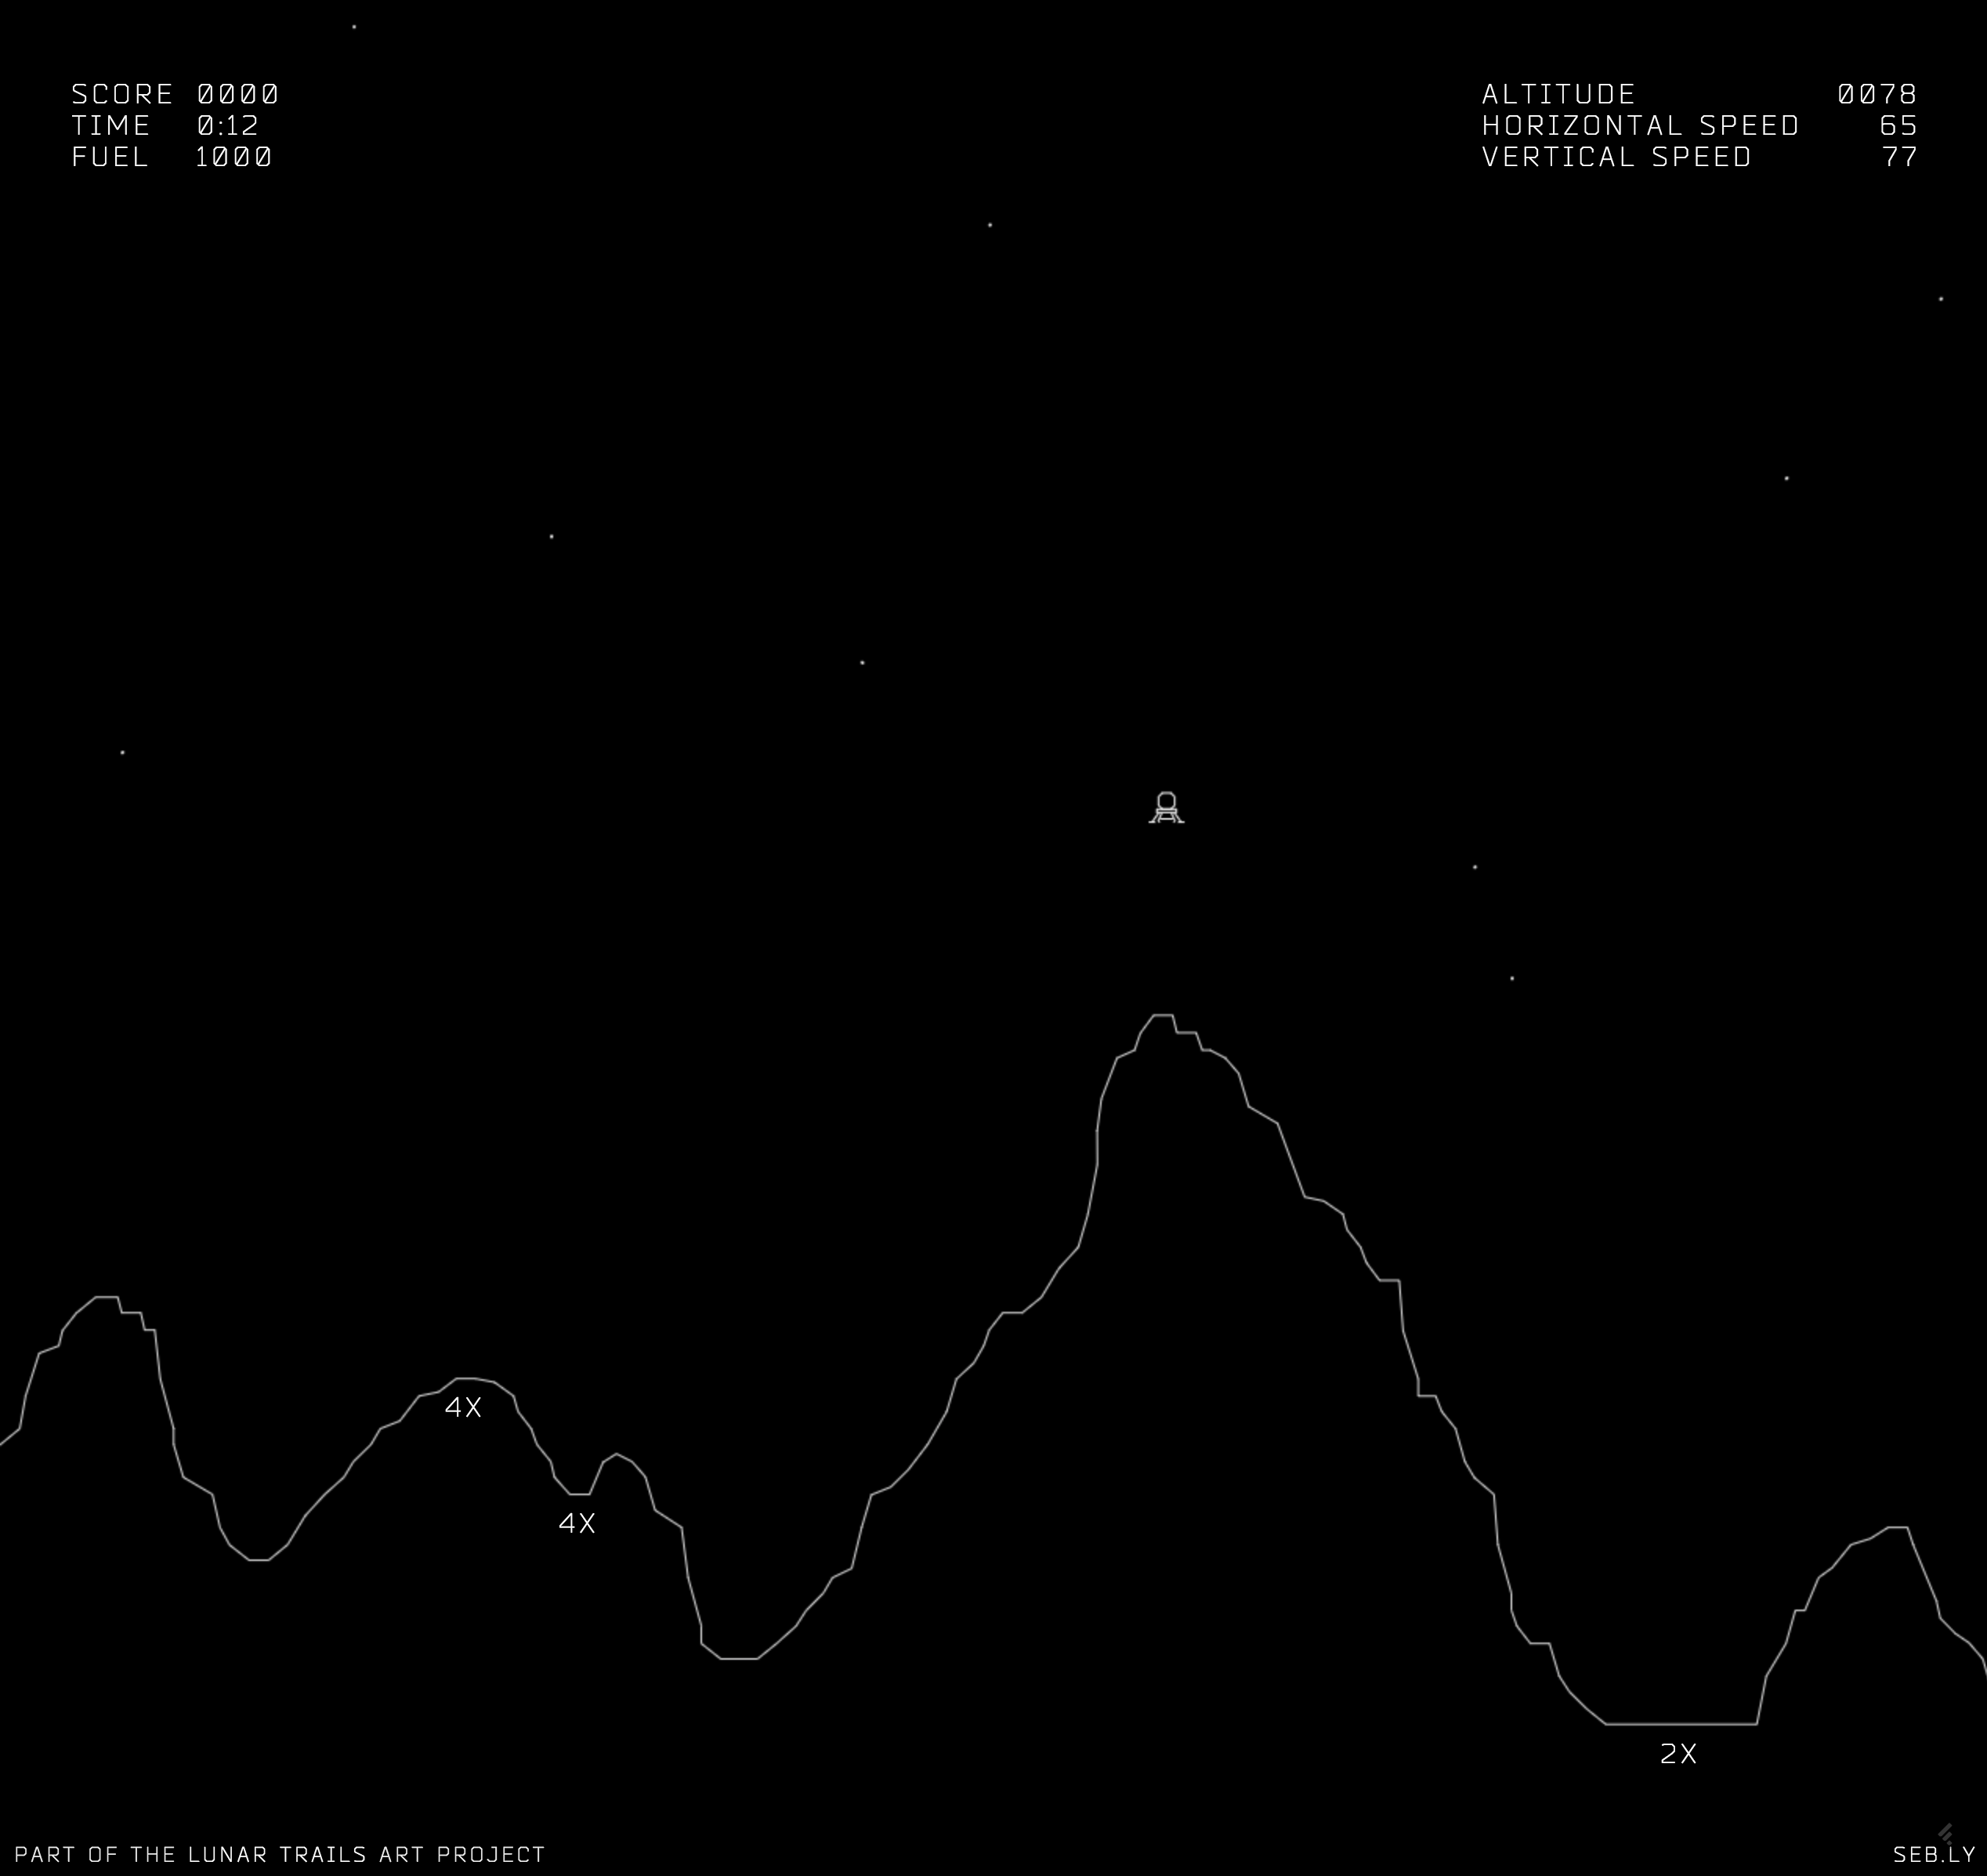 SCORE 0000
TIME 0:12
FUEL 1000
ALTITUDE 0078
HORIZONTAL SPEED 65
VERTICAL SPEED 77
4X
4X
2X
PART OF THE LUNAR TRAILS ART PROJECT
SEB.LY